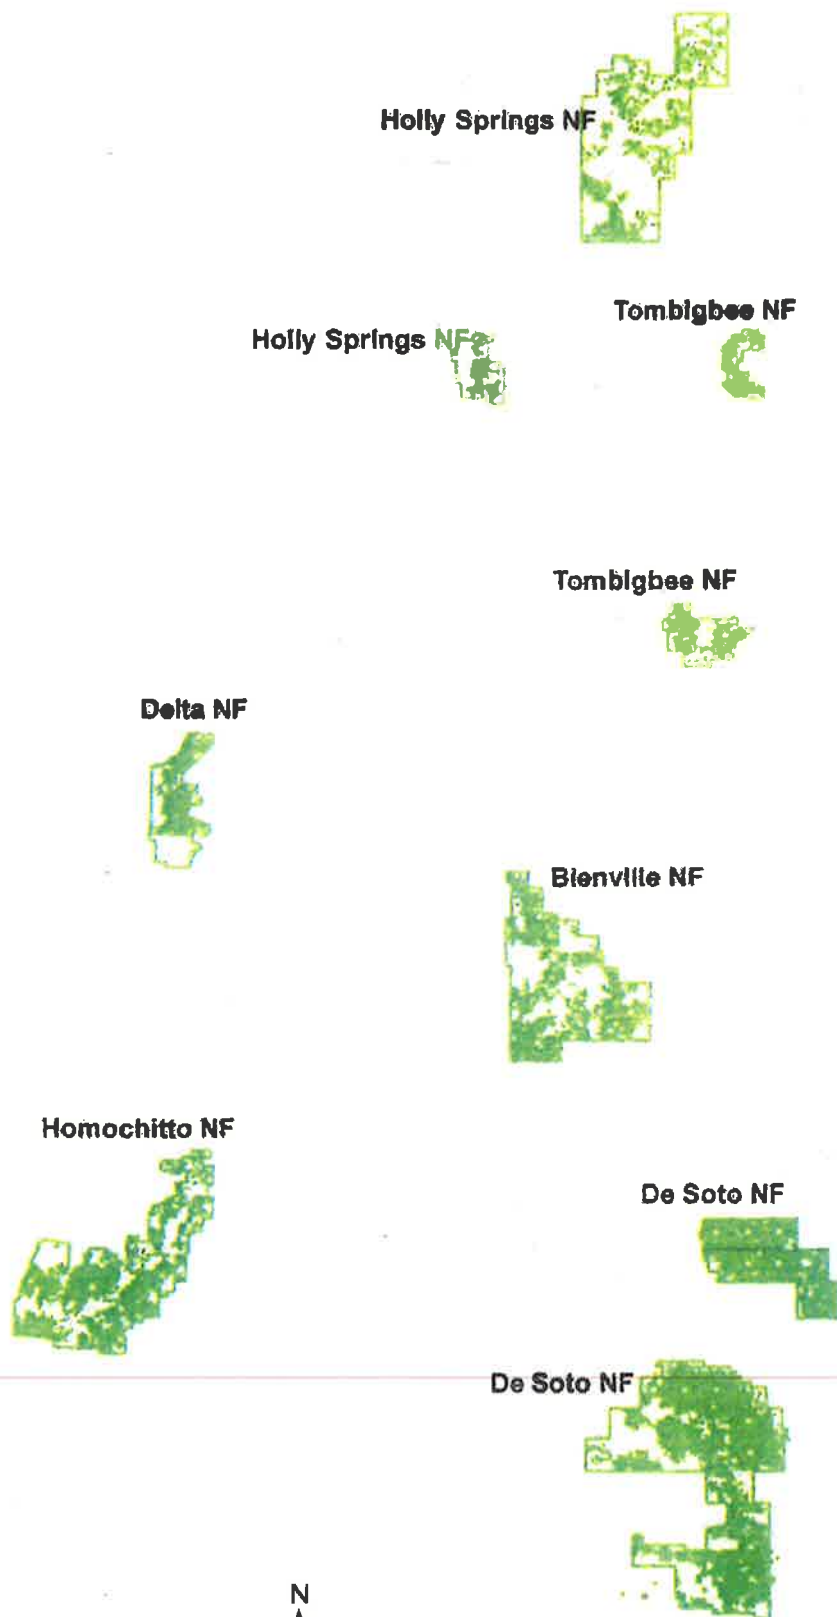 Holly Springs NF
Tombigbee NF
Holly Springs NF
Tombigbee NF
Delta NF
Bienville NF
Homochitto NF
De Soto NF
De Soto NF
N